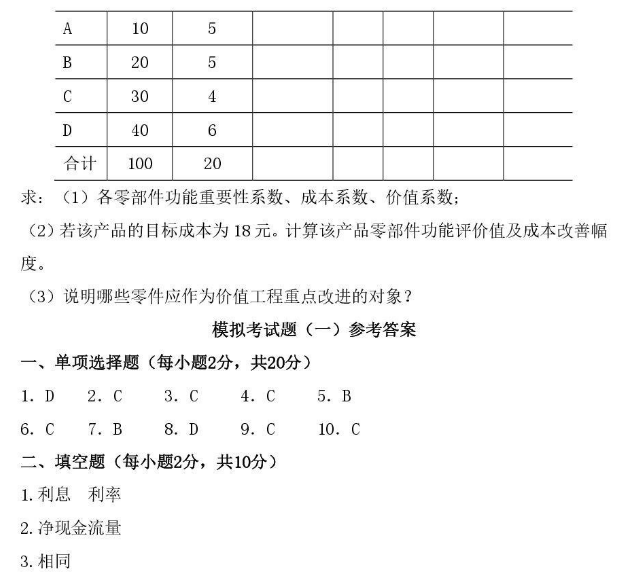 A 10 5
B 20 5
C 30 4
D 40 6
合计 100 20
求：（1）各零部件功能重要性系数、成本系数、价值系数；
（2）若该产品的目标成本为 18 元。计算该产品零部件功能评价值及成本改善幅
度。
（3）说明哪些零件应作为价值工程重点改进的对象？
模拟考试题（一）参考答案
一、单项选择题（每小题2分，共20分）
1．D 2．C 3．C 4．C 5．B
6．C 7．B 8．D 9．C 10．C
二、填空题（每小题2分，共10分）
1.利息 利率
2.净现金流量
3.相同